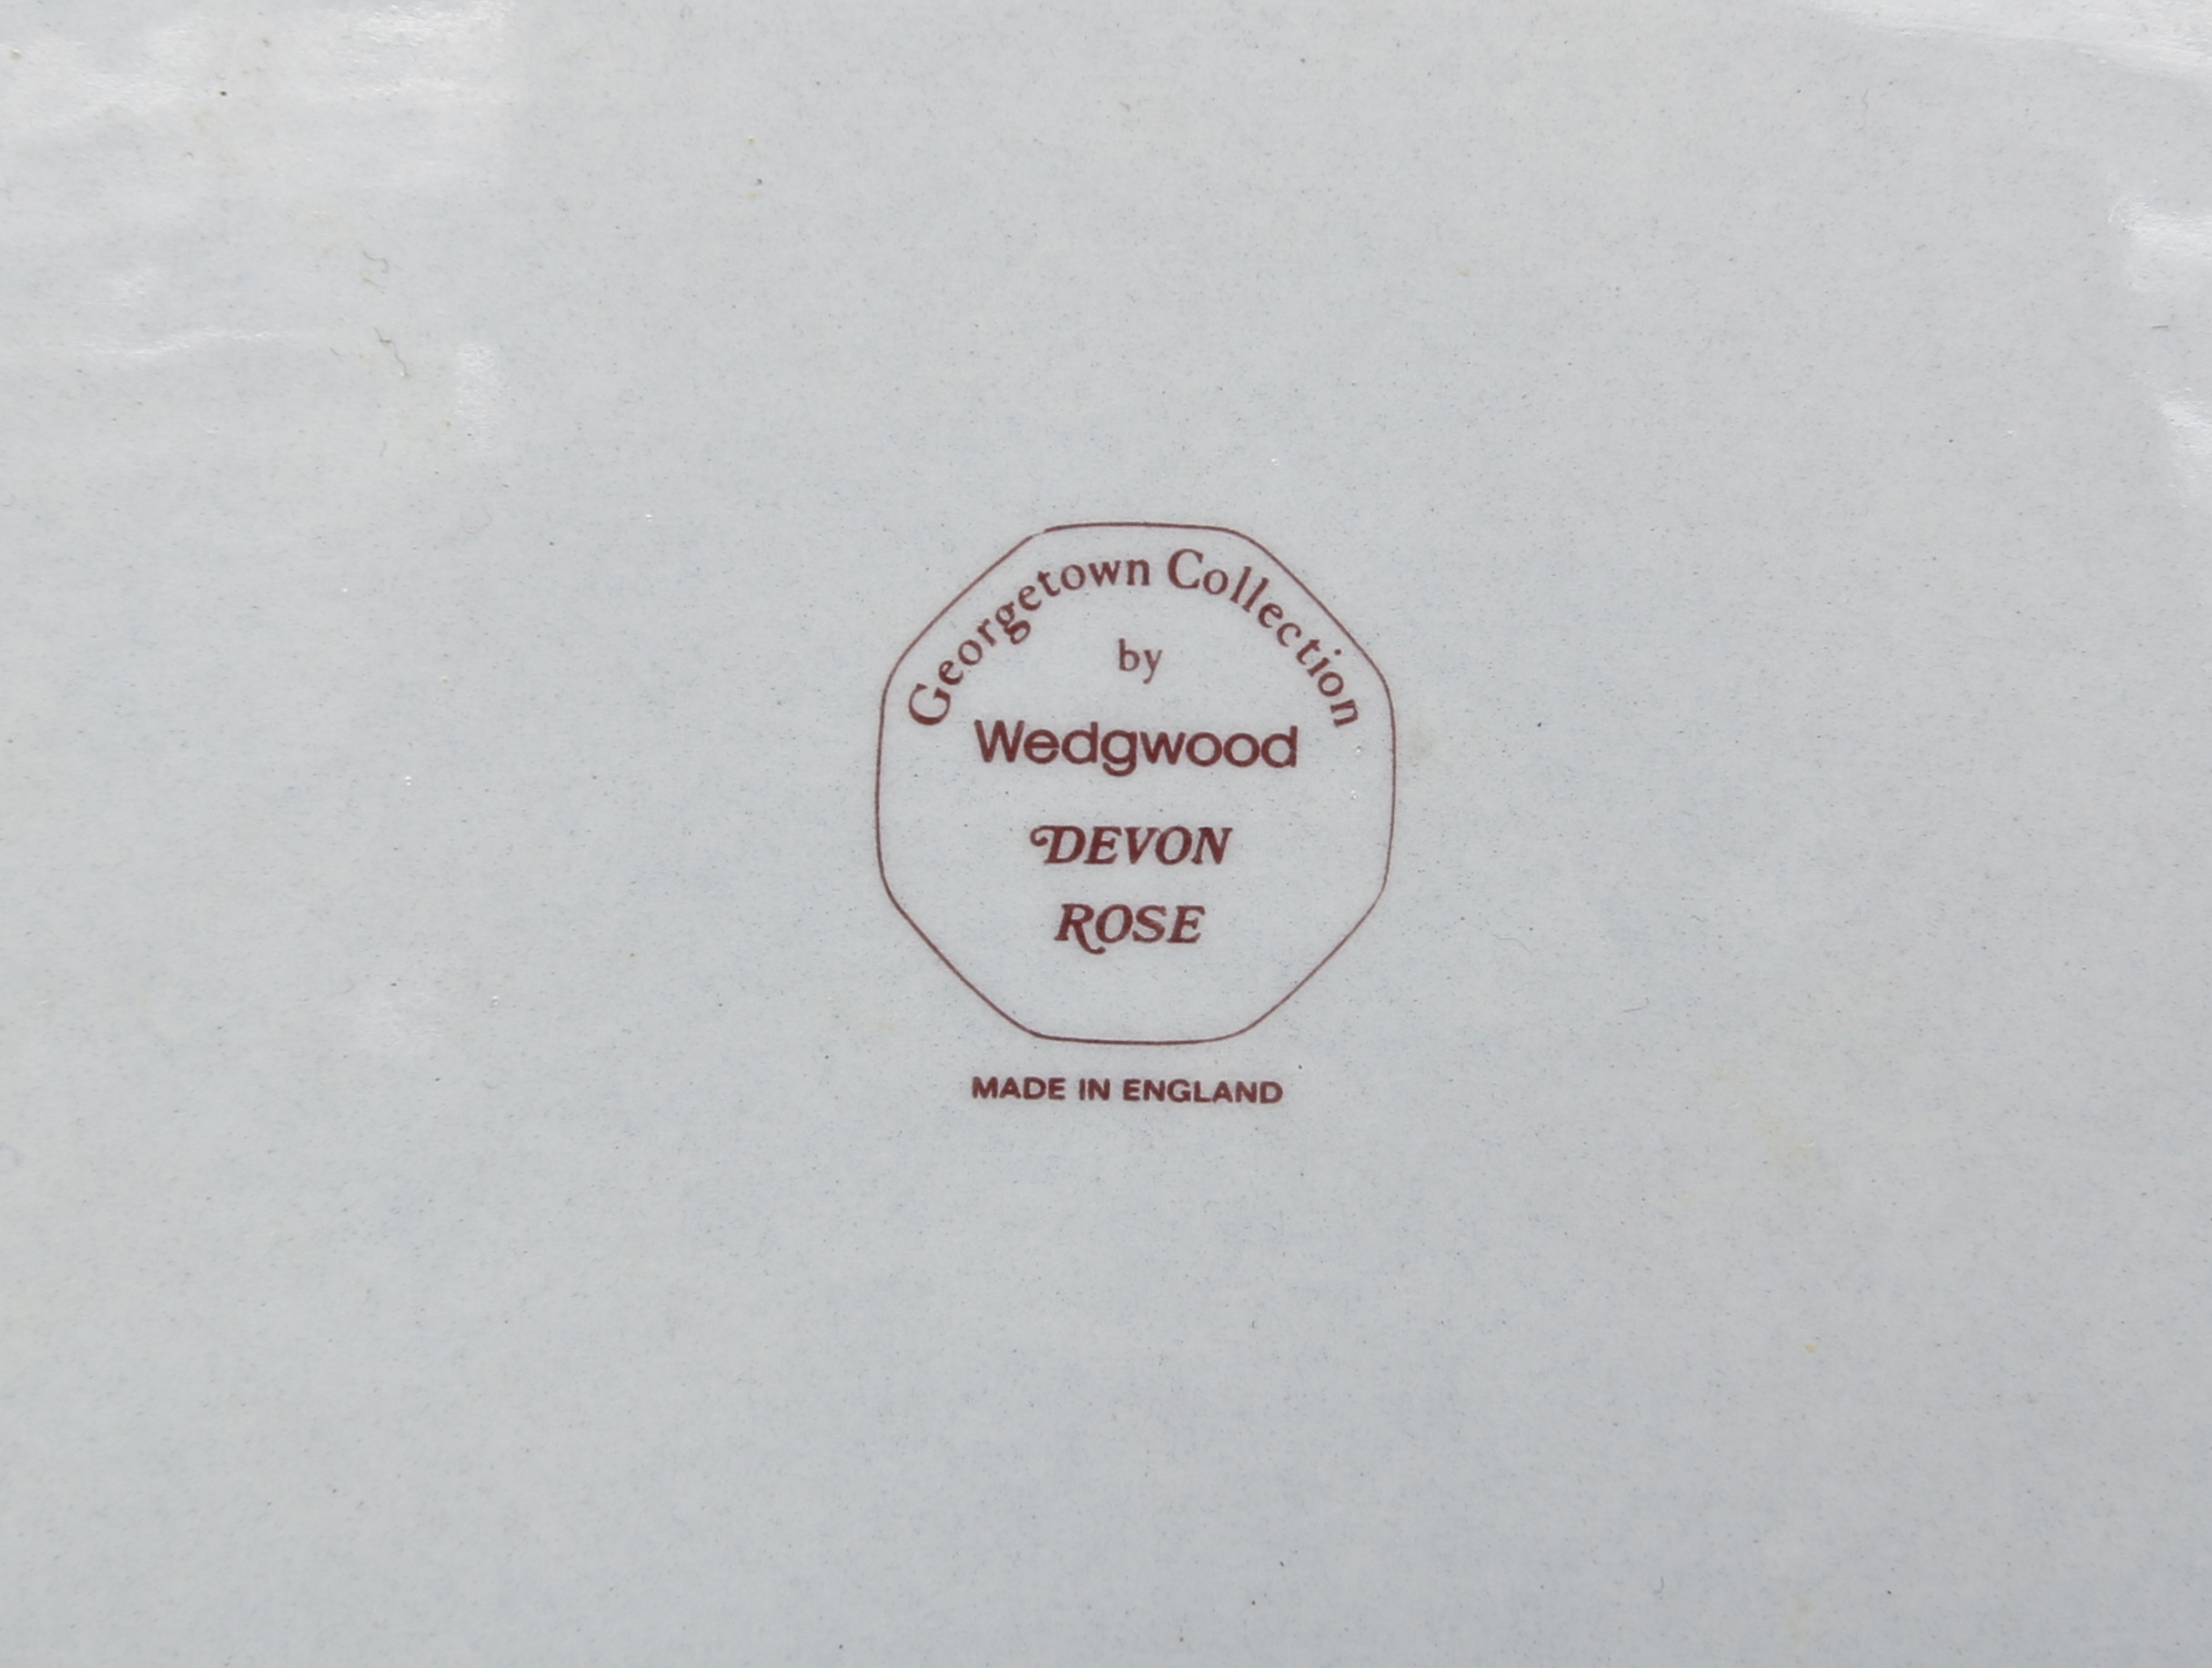 Georgetown Collection
by
Wedgwood
DEVON
ROSE
MADE IN ENGLAND